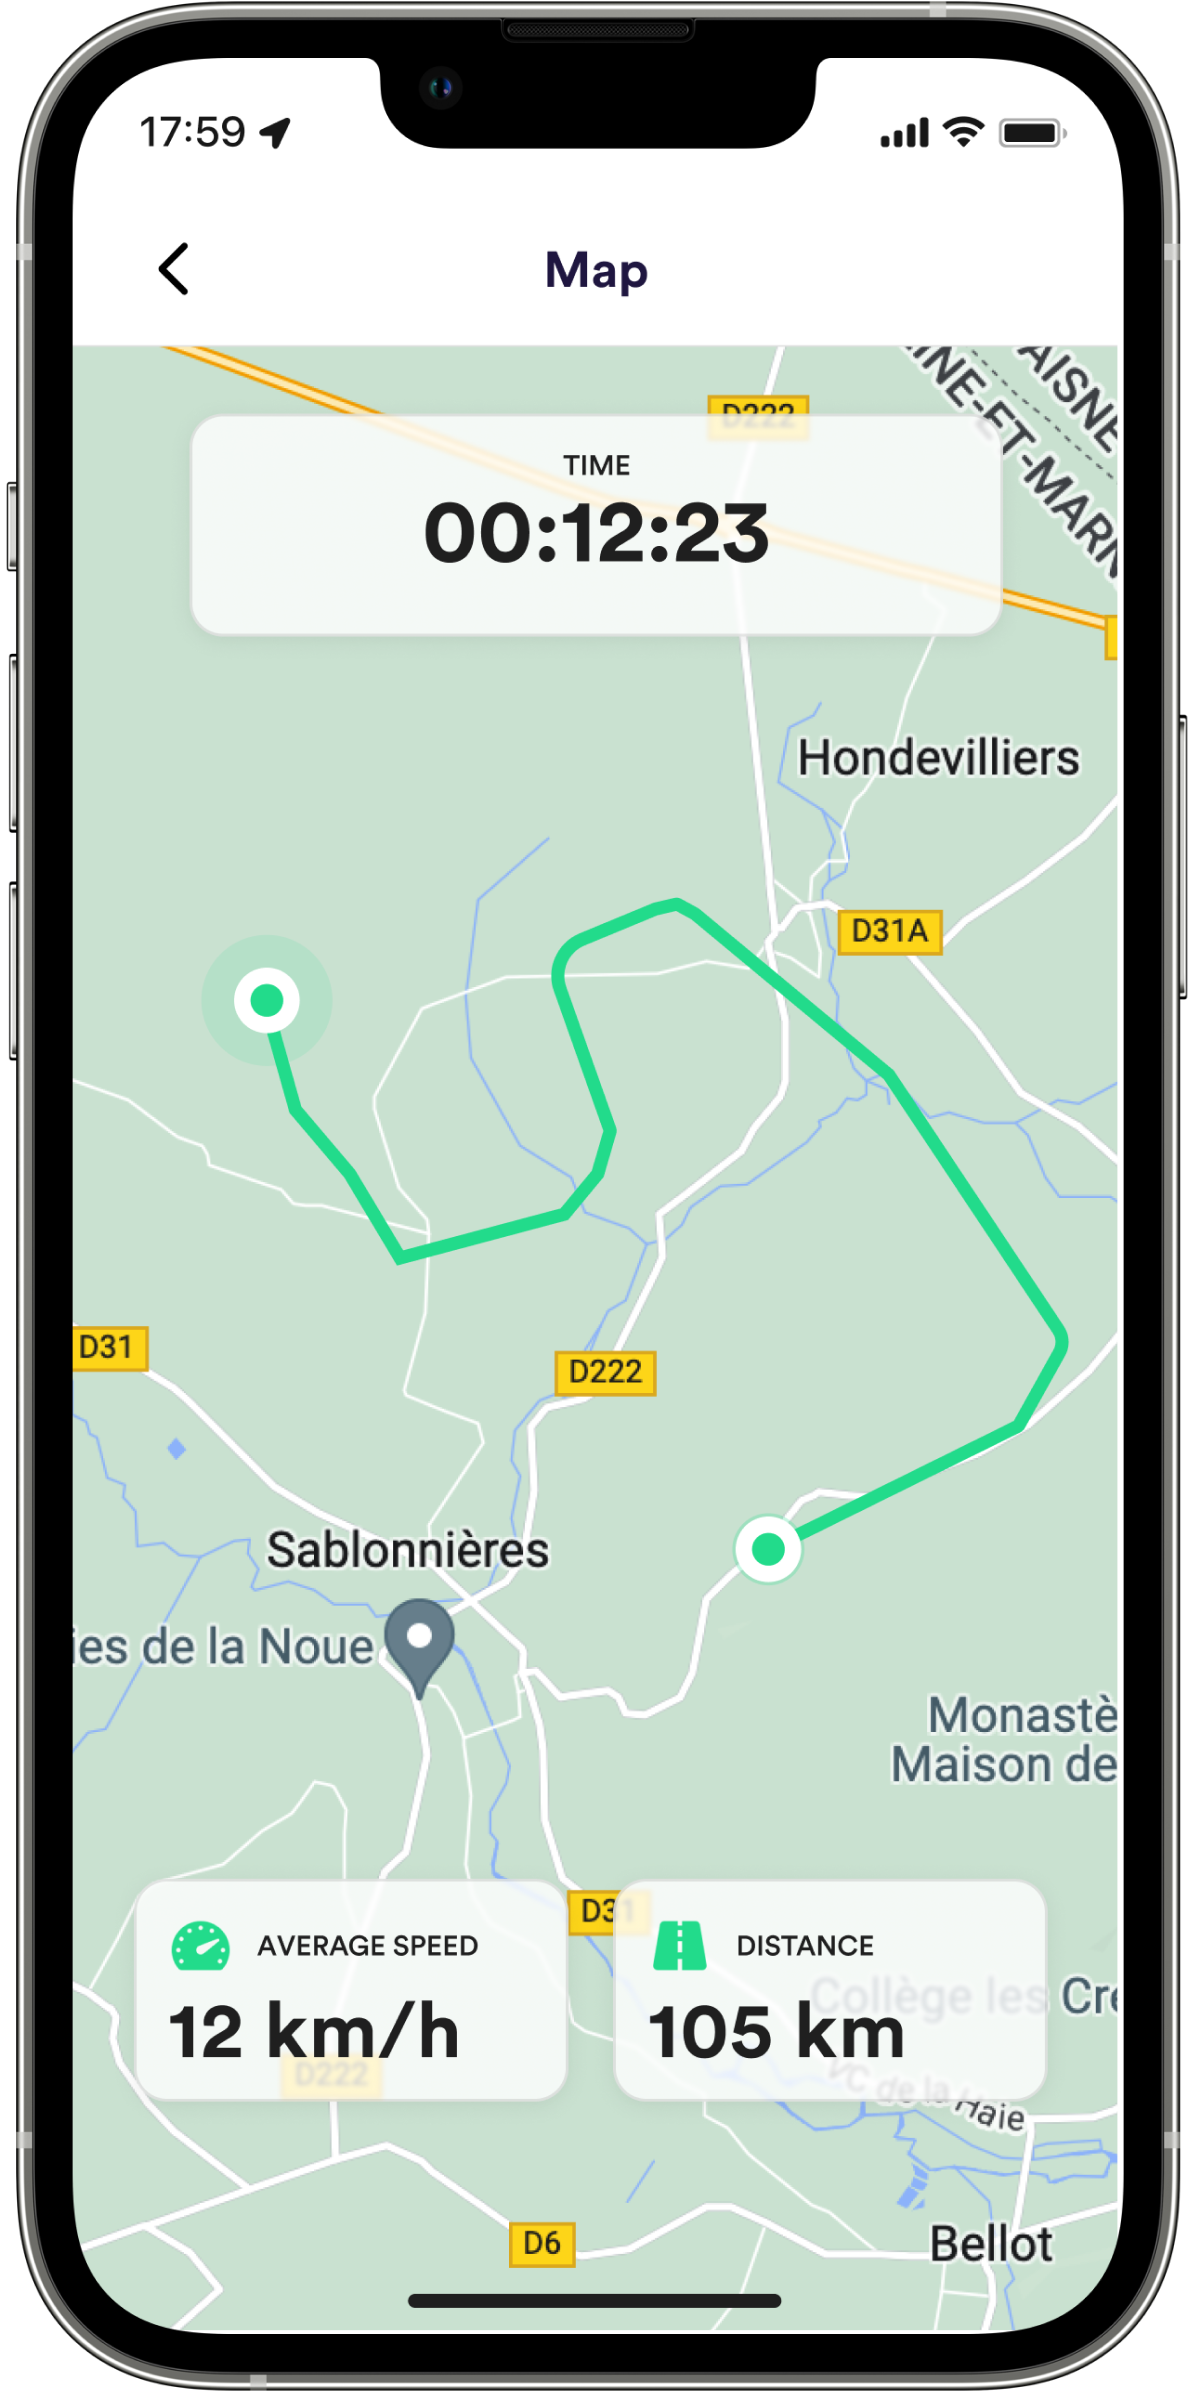 17:59
Map
AISNE
INE-ET-MARN
D222
TIME
00:12:23
Hondevilliers
D31A
D31
D222
Sablonnières
ies de la Noue
Monastè
Maison de
D31
AVERAGE SPEED
12 km/h
DISTANCE
105 km
Collège les Cre
D222
VC de la Haie
D6
Bellot